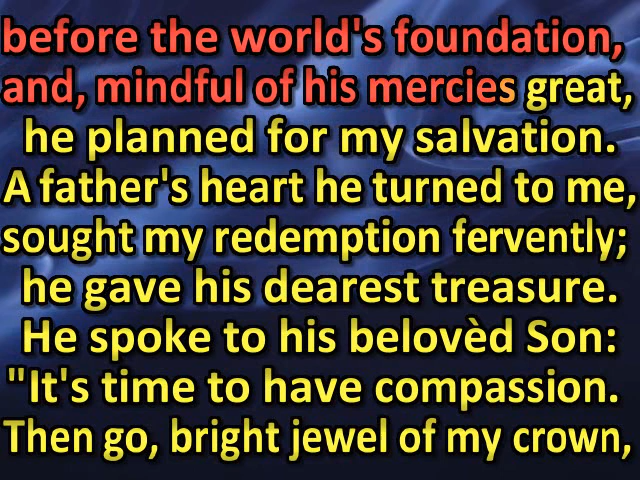 before the world's foundation,
and, mindful of his mercies great,
he planned for my salvation.
A father's heart he turned to me,
sought my redemption fervently;
he gave his dearest treasure.
He spoke to his belovèd Son:
"It's time to have compassion.
Then go, bright jewel of my crown,